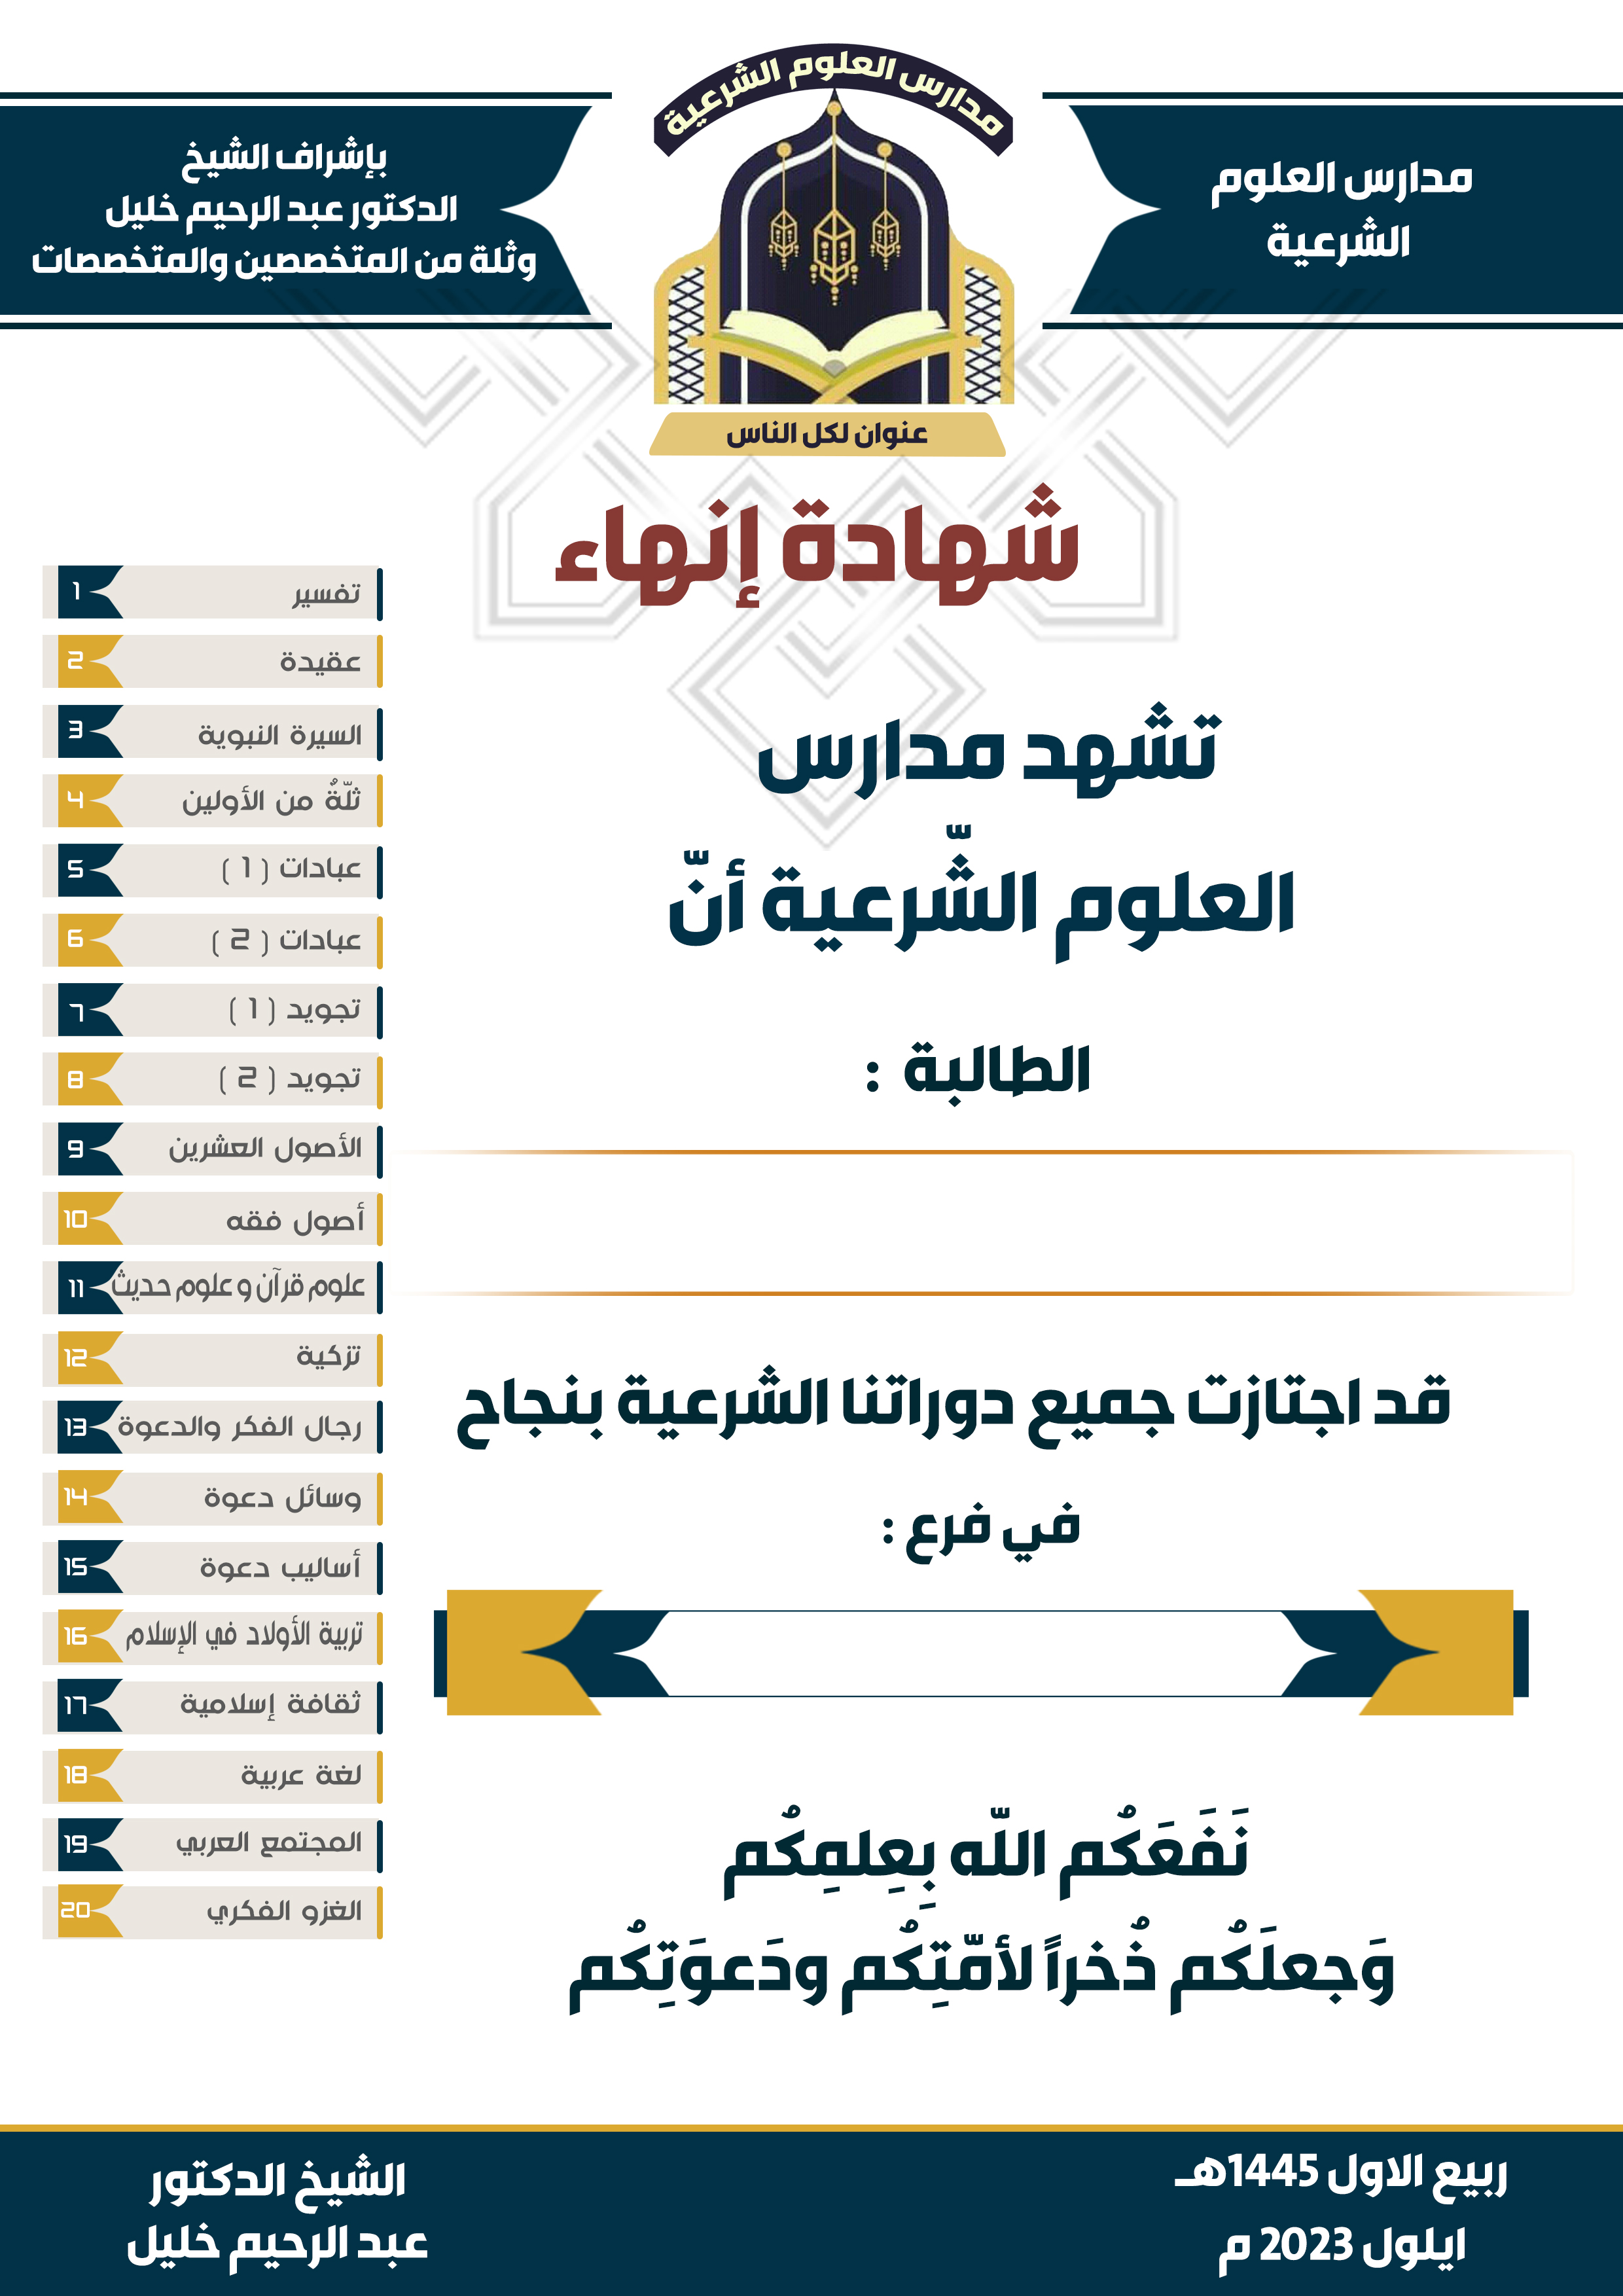 مدارس العلوم الشرعية
مدارس العلوم
الشرعية
بإشراف الشيخ
الدكتور عبد الرحيم خليل
وثلة من المتخصصين والمتخصصات
عنوان لكل الناس
شهادة إنهاء
تشهد مدارس
العلوم الشّرعية أنّ
الطالبة :
قد اجتازت جميع دوراتنا الشرعية بنجاح
في فرع :
نَفَعَكُم اللّه بِعِلمِكُم
وَجعلَكُم ذُخراً لأمّتِكُم ودَعوَتِكُم
تفسير 1
عقيدة 2
السيرة النبوية 3
ثلّةٌ من الأولين 4
عبادات ( 1 ) 5
عبادات ( 2 ) 6
تجويد ( 1 ) 7
تجويد ( 2 ) 8
الأصول العشرين 9
أصول فقه 10
علوم قرآن و علوم حديث 11
تزكية 12
رجال الفكر والدعوة 13
وسائل دعوة 14
أساليب دعوة 15
تربية الأولاد في الإسلام 16
ثقافة إسلامية 17
لغة عربية 18
المجتمع العربي 19
الغزو الفكري 20
ربيع الاول 1445هـ
ايلول 2023 م
الشيخ الدكتور
عبد الرحيم خليل